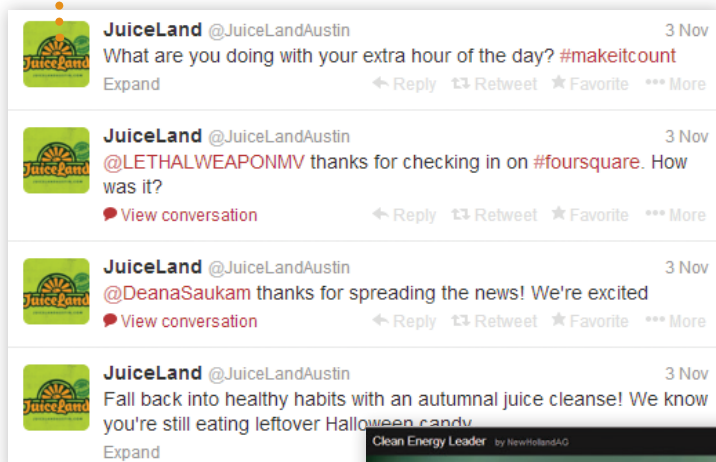 JuiceLand @JuiceLandAustin 3 Nov
What are you doing with your extra hour of the day? #makeitcount
Expand Reply Retweet Favorite More
JuiceLand
JuiceLand @JuiceLandAustin 3 Nov
@LETHALWEAPONMV thanks for checking in on #foursquare. How
was it?
View conversation Reply Retweet Favorite More
JuiceLand
JuiceLand @JuiceLandAustin 3 Nov
@DeanaSaukam thanks for spreading the news! We're excited
View conversation Reply Retweet Favorite More
JuiceLand
JuiceLand @JuiceLandAustin 3 Nov
Fall back into healthy habits with an autumnal juice cleanse! We know
you're still eating leftover Halloween candy
Expand
JuiceLand
Clean Energy Leader by NewHollandAG